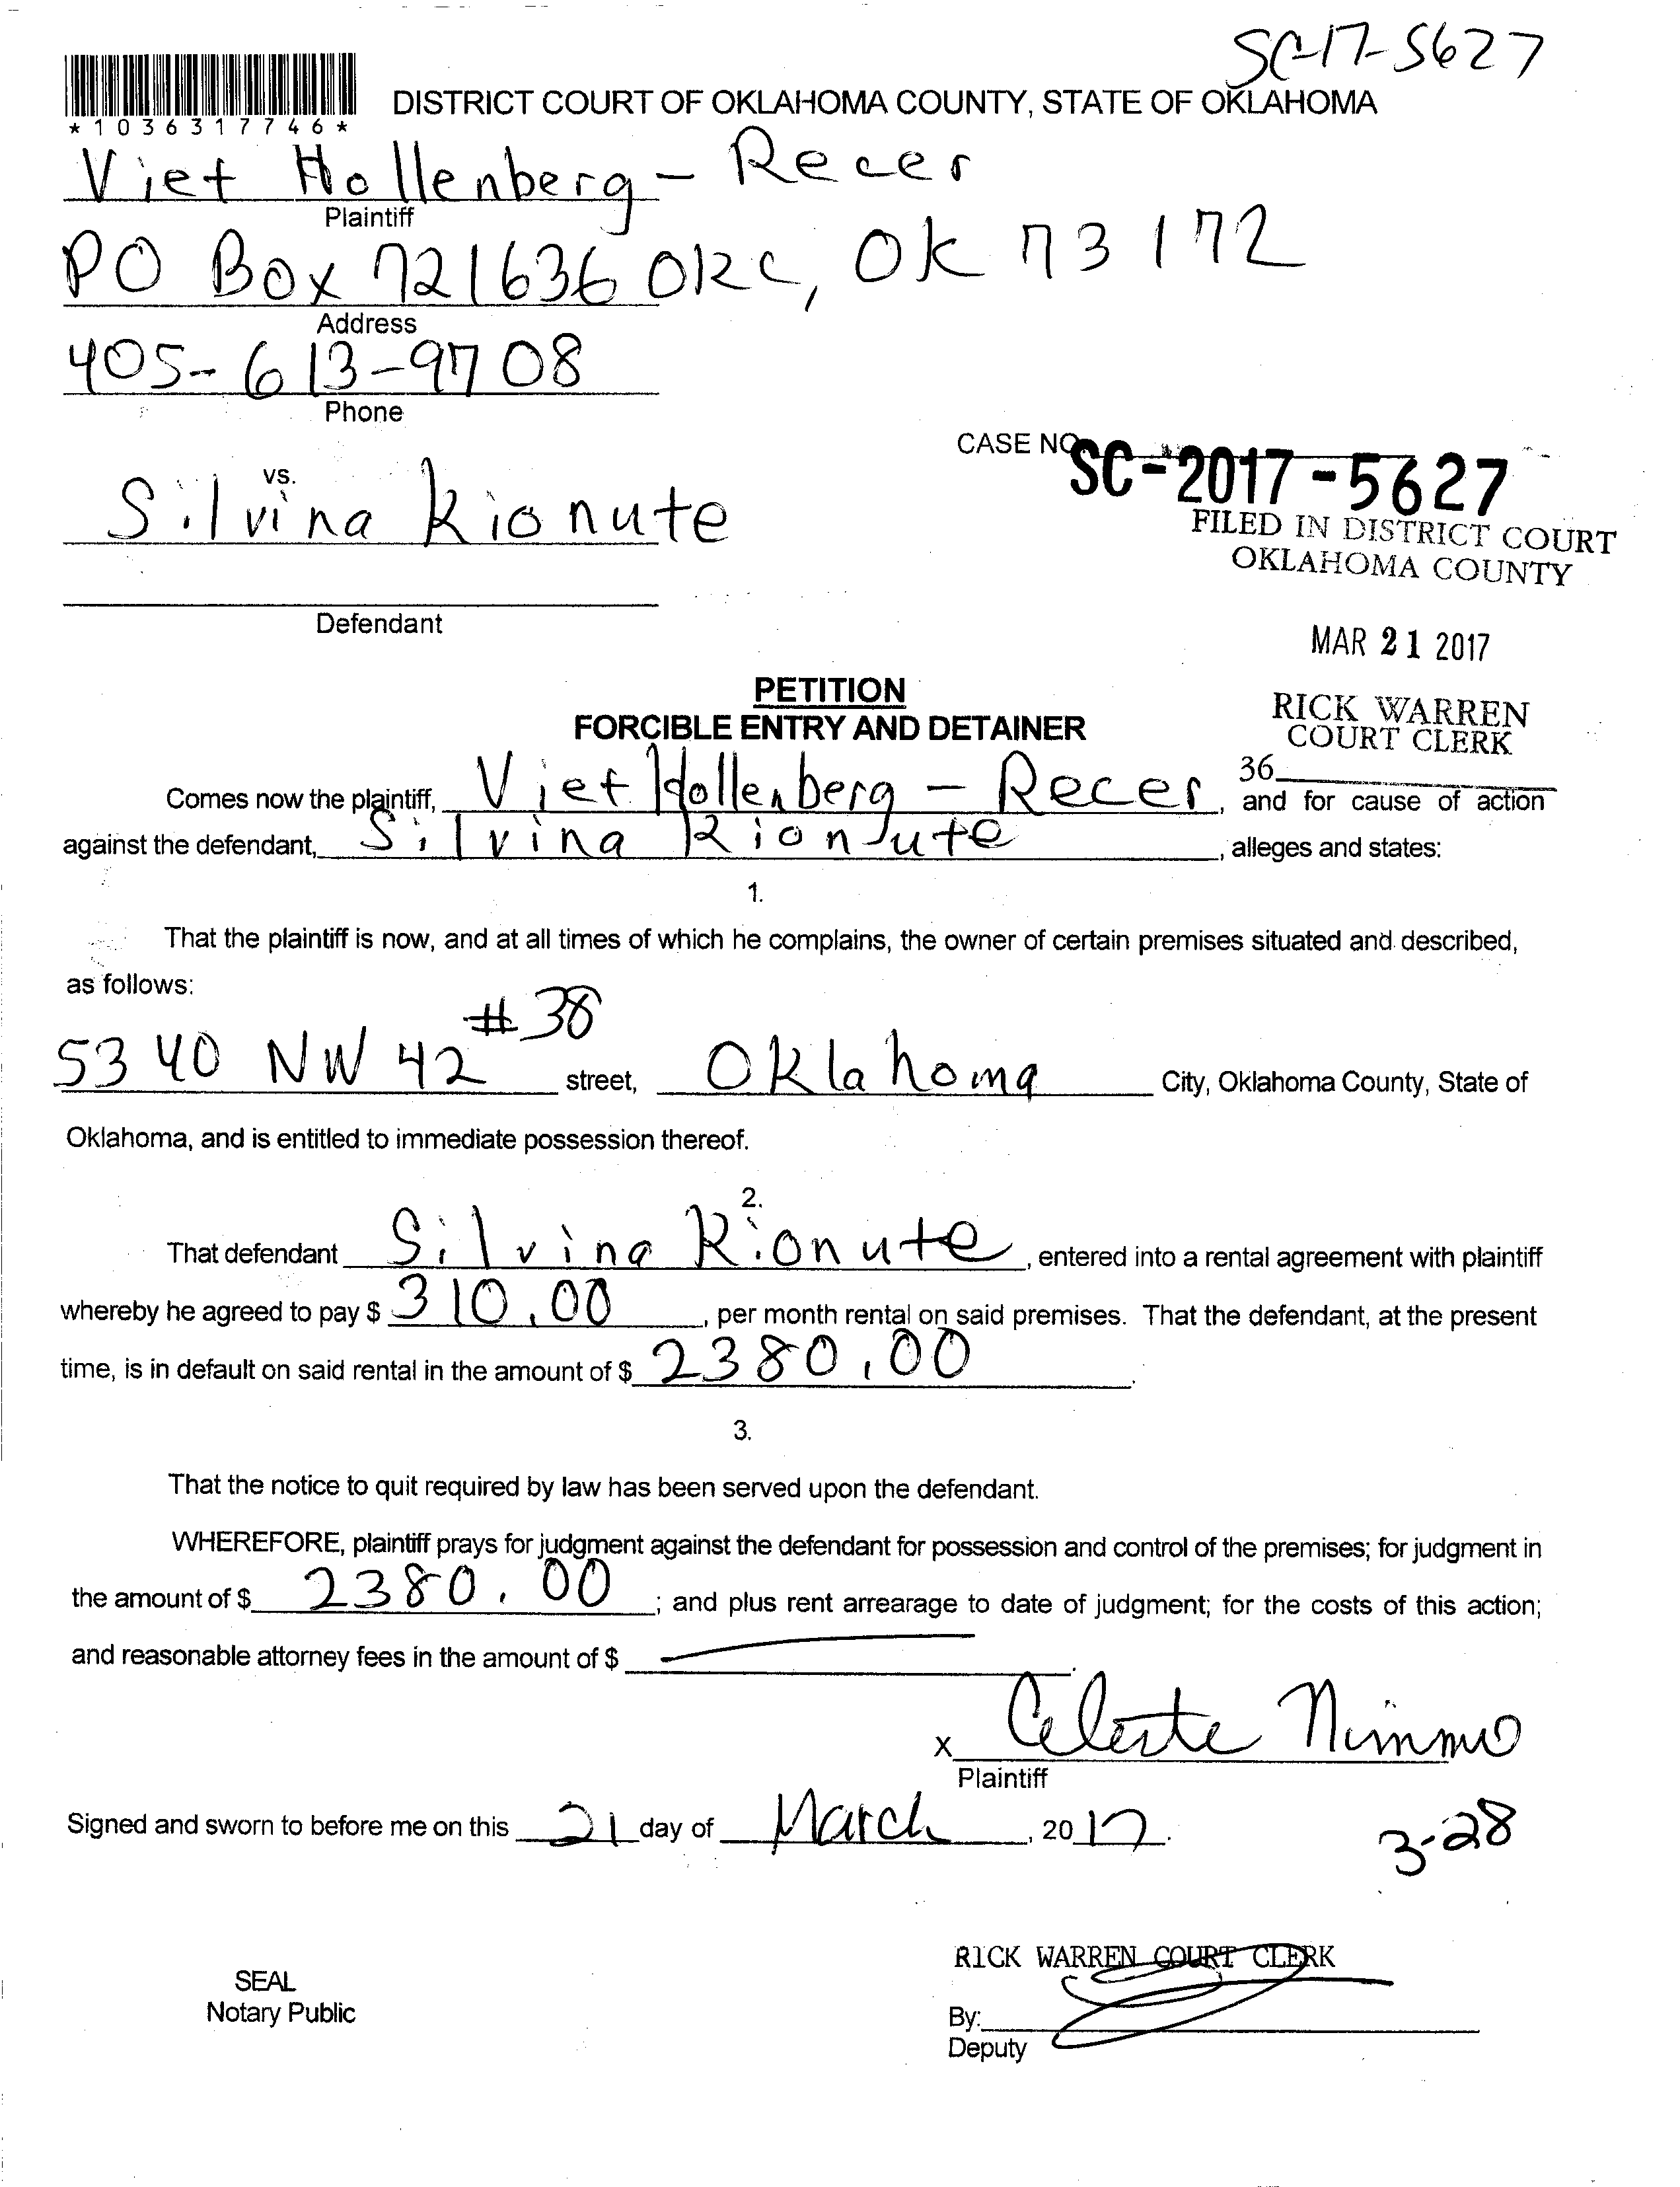 SC-17-5627
*1036317746*
DISTRICT COURT OF OKLAHOMA COUNTY, STATE OF OKLAHOMA
Viet Hollenberg - Recer
Plaintiff
PO Box 721636 OKC, OK 73172
Address
405-613-9708
Phone
CASE NO. SC-2017-5627
vs.
Silvina Kionute
FILED IN DISTRICT COURT
OKLAHOMA COUNTY
Defendant
MAR 21 2017
PETITION
RICK WARREN
COURT CLERK
FORCIBLE ENTRY AND DETAINER
36
Comes now the plaintiff, Viet Hollenberg - Recer, and for cause of action
against the defendant, Silvina Kionute, alleges and states:
1.
That the plaintiff is now, and at all times of which he complains, the owner of certain premises situated and described,
as follows:
5340 NW 42 #38 street, Oklahoma City, Oklahoma County, State of
Oklahoma, and is entitled to immediate possession thereof.
2.
That defendant Silvina Kionute, entered into a rental agreement with plaintiff
whereby he agreed to pay $ 310.00, per month rental on said premises. That the defendant, at the present
time, is in default on said rental in the amount of $ 2380.00.
3.
That the notice to quit required by law has been served upon the defendant.
WHEREFORE, plaintiff prays for judgment against the defendant for possession and control of the premises; for judgment in
the amount of $ 2380.00; and plus rent arrearage to date of judgment; for the costs of this action;
and reasonable attorney fees in the amount of $
X Celeste Nimmo
Plaintiff
Signed and sworn to before me on this 21 day of March, 2017.
3-28
RICK WARREN COURT CLERK
SEAL
Notary Public
By:
Deputy